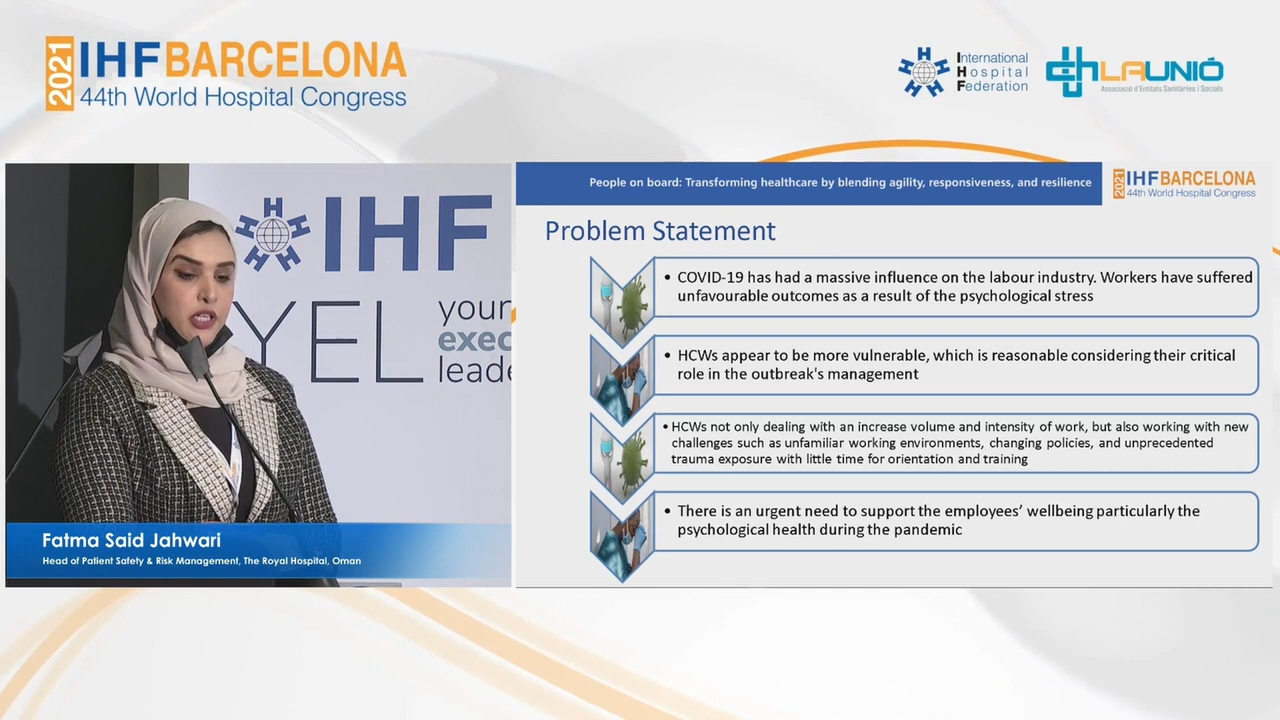 2021 IHF BARCELONA
44th World Hospital Congress
International
Hospital
Federation
LAUNIÓ
Associació d'Entitats Sanitàries i Socials
IHF
YEL
your
exec
leade
Fatma Said Jahwari
Head of Patient Safety & Risk Management, The Royal Hospital, Oman
People on board: Transforming healthcare by blending agility, responsiveness, and resilience
2021 IHF BARCELONA
44th World Hospital Congress
Problem Statement
• COVID-19 has had a massive influence on the labour industry. Workers have suffered
unfavourable outcomes as a result of the psychological stress
• HCWs appear to be more vulnerable, which is reasonable considering their critical
role in the outbreak's management
• HCWs not only dealing with an increase volume and intensity of work, but also working with new
challenges such as unfamiliar working environments, changing policies, and unprecedented
trauma exposure with little time for orientation and training
• There is an urgent need to support the employees' wellbeing particularly the
psychological health during the pandemic